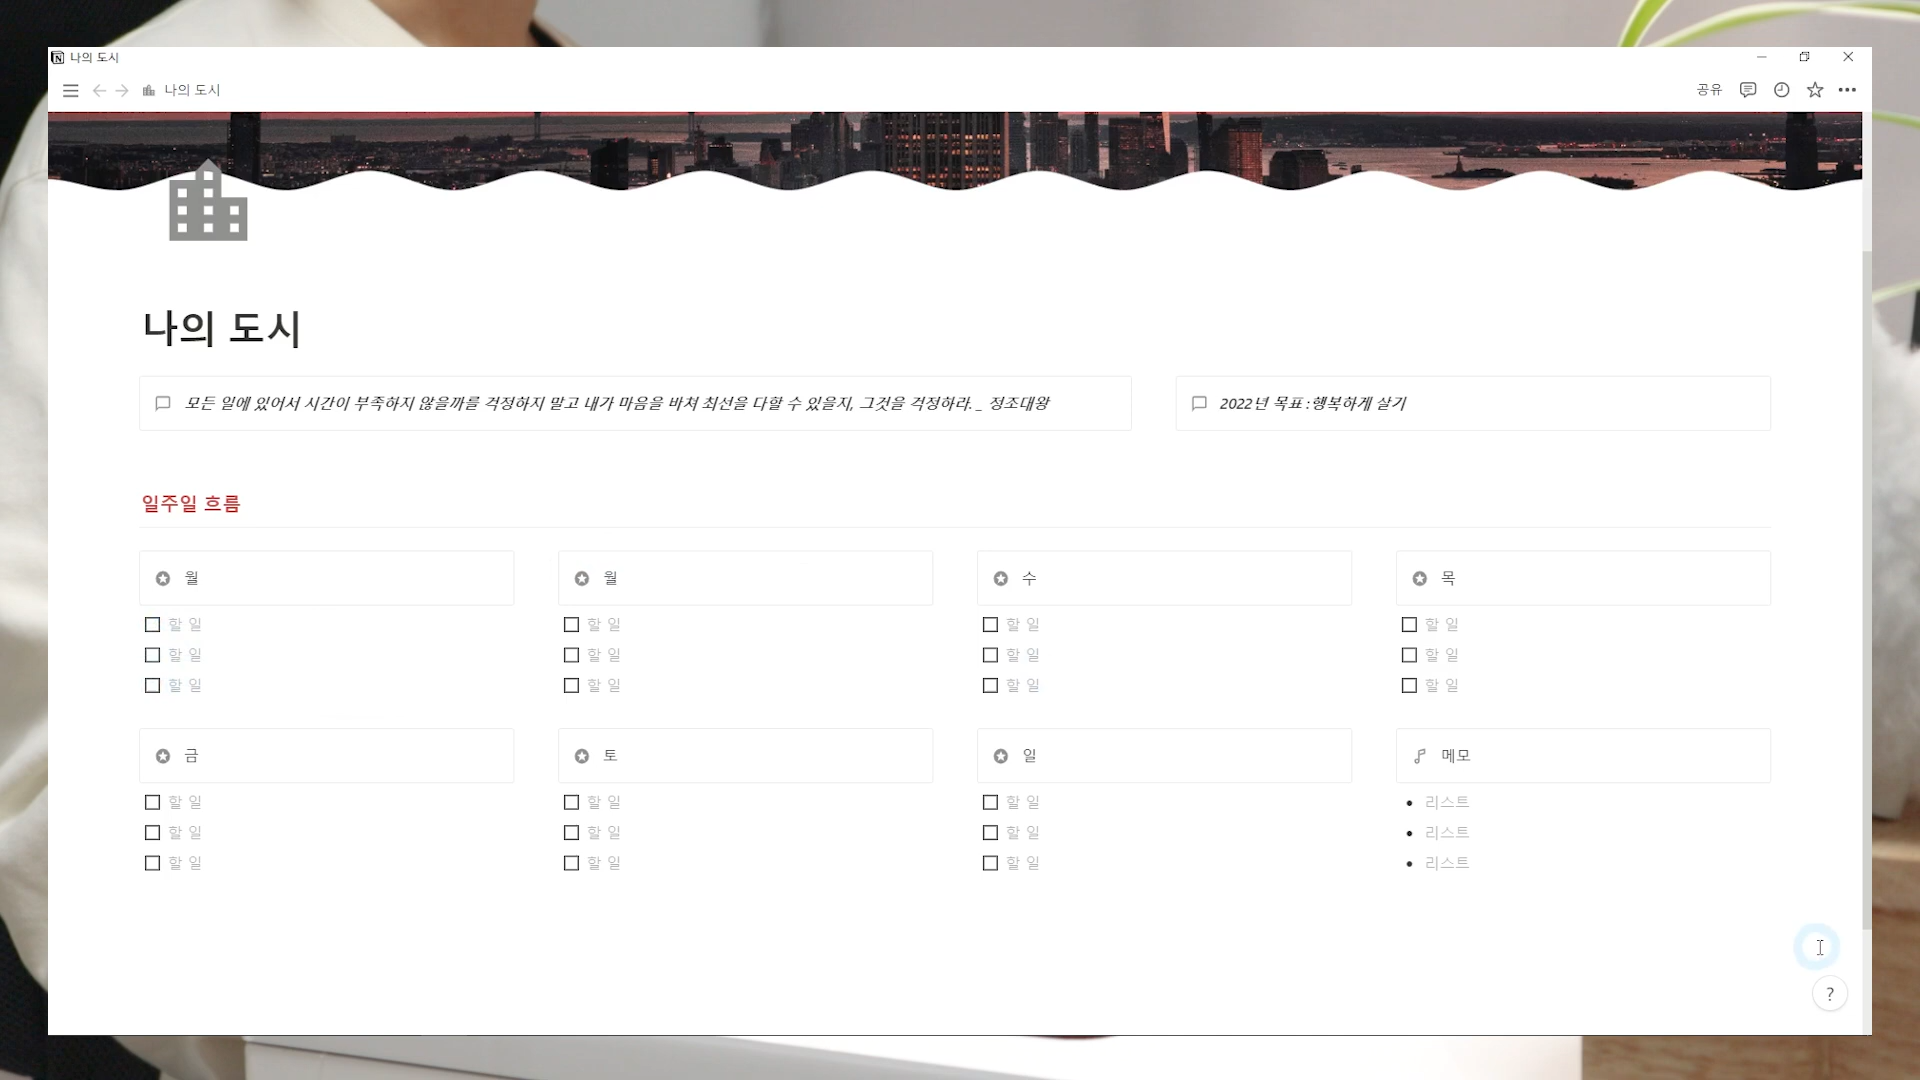 나의 도시
나의 도시
공유
나의 도시
모든 일에 있어서 시간이 부족하지 않을까를 걱정하지 말고 내가 마음을 바쳐 최선을 다할 수 있을지, 그것을 걱정하라. _ 정조대왕
2022년 목표 : 행복하게 살기
일주일 흐름
월
월
수
목
할 일
할 일
할 일
할 일
할 일
할 일
할 일
할 일
할 일
할 일
할 일
할 일
금
토
일
메모
할 일
할 일
할 일
리스트
할 일
할 일
할 일
리스트
할 일
할 일
할 일
리스트
?